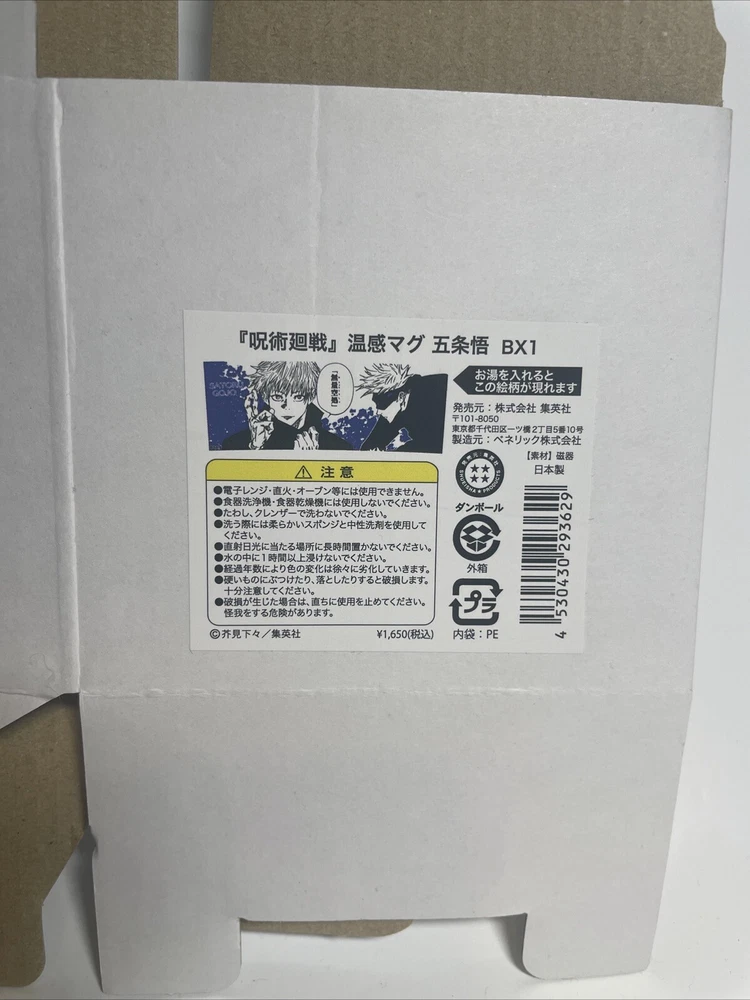 『呪術廻戦』温感マグ 五条悟 BX1
SATORU
GOJO
「無量空処」
お湯を入れると
この絵柄が現れます
発売元：株式会社 集英社
〒101-8050
東京都千代田区一ツ橋2丁目5番10号
製造元：ベネリック株式会社
【素材】磁器
日本製
⚠ 注意
●電子レンジ・直火・オーブン等には使用できません。
●食器洗浄機・食器乾燥機には使用しないでください。
●たわし、クレンザーで洗わないでください。
●洗う際には柔らかいスポンジと中性洗剤を使用して
ください。
●直射日光に当たる場所に長時間置かないでください。
●水の中に1時間以上浸けないでください。
●経過年数により色の変化は徐々に劣化していきます。
●硬いものにぶつけたり、落としたりすると破損します。
十分注意してください。
●破損が生じた場合は、直ちに使用を止めてください。
怪我をする危険があります。
©芥見下々／集英社
¥1,650(税込)
ダンボール
外箱
プラ
内袋：PE
4 530430 293629